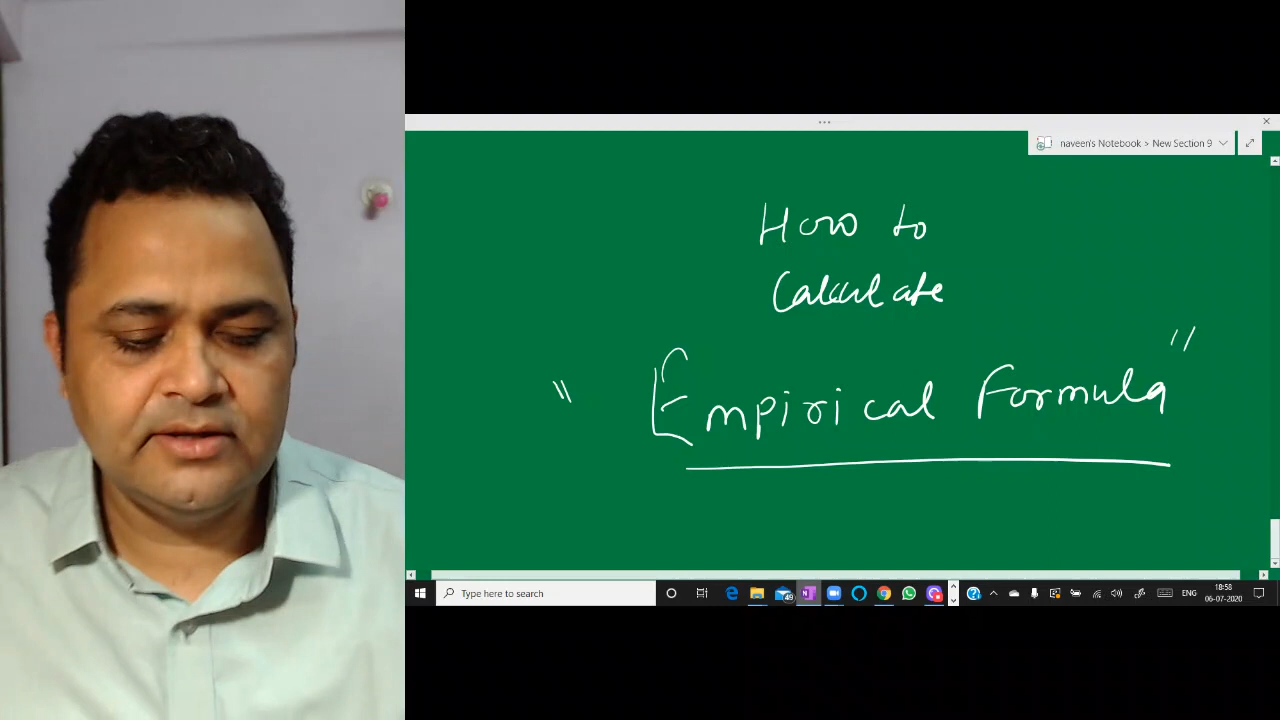 naveen's Notebook > New Section 9
How to
Calculate
" Empirical Formula "
Type here to search
49
ENG
18:58
06-07-2020